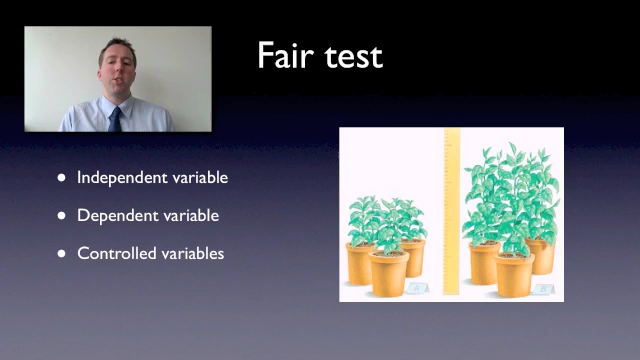 Fair test
Independent variable
Dependent variable
Controlled variables